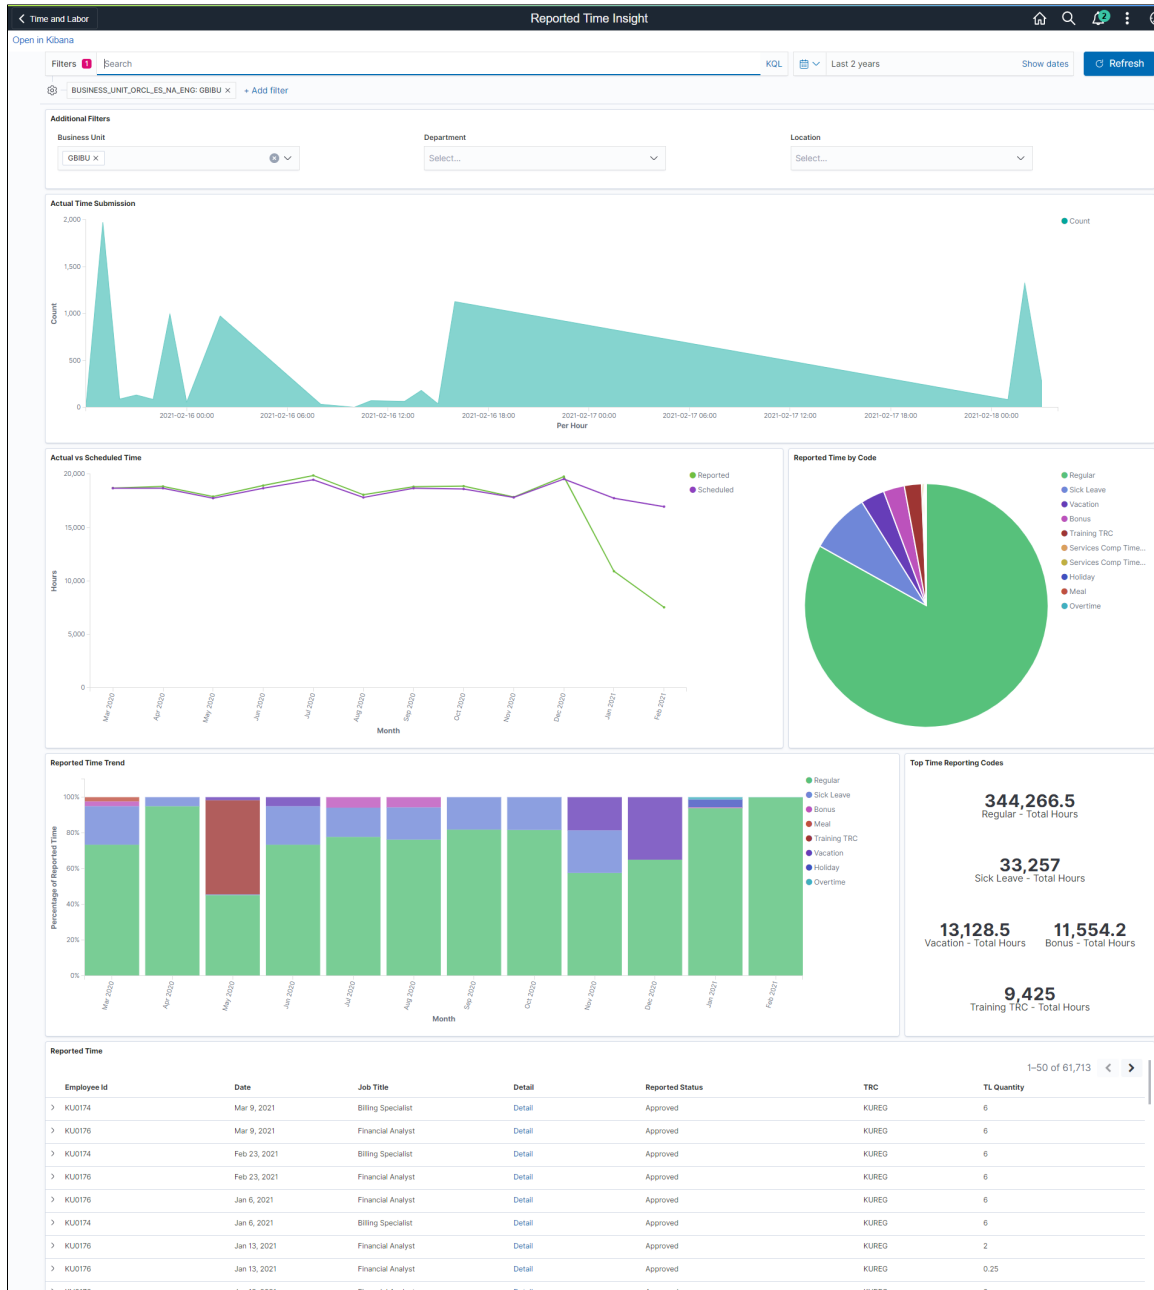 Time and Labor
Reported Time Insight
2
Open in Kibana
Filters 1 Search KQL Last 2 years Show dates Refresh
BUSINESS_UNIT_ORCL_ES_NA_ENG: GBIBU × + Add filter
Additional Filters
Business Unit Department Location
GBIBU × Select... Select...
Actual Time Submission
Count
2,000
1,500
1,000
500
0
Count
2021-02-16 00:00 2021-02-16 06:00 2021-02-16 12:00 2021-02-16 18:00 2021-02-17 00:00 2021-02-17 06:00 2021-02-17 12:00 2021-02-17 18:00 2021-02-18 00:00
Per Hour
Actual vs Scheduled Time
20,000
15,000
10,000
5,000
0
Hours
Reported
Scheduled
Mar 2020 Apr 2020 May 2020 Jun 2020 Jul 2020 Aug 2020 Sep 2020 Oct 2020 Nov 2020 Dec 2020 Jan 2021 Feb 2021
Month
Reported Time by Code
Regular
Sick Leave
Vacation
Bonus
Training TRC
Services Comp Time...
Services Comp Time...
Holiday
Meal
Overtime
Reported Time Trend
100%
80%
60%
40%
20%
0%
Percentage of Reported Time
Regular
Sick Leave
Bonus
Meal
Training TRC
Vacation
Holiday
Overtime
Mar 2020 Apr 2020 May 2020 Jun 2020 Jul 2020 Aug 2020 Sep 2020 Oct 2020 Nov 2020 Dec 2020 Jan 2021 Feb 2021
Month
Top Time Reporting Codes
344,266.5
Regular - Total Hours
33,257
Sick Leave - Total Hours
13,128.5 11,554.2
Vacation - Total Hours Bonus - Total Hours
9,425
Training TRC - Total Hours
Reported Time
1–50 of 61,713
Employee Id Date Job Title Detail Reported Status TRC TL Quantity
KU0174 Mar 9, 2021 Billing Specialist Detail Approved KUREG 6
KU0176 Mar 9, 2021 Financial Analyst Detail Approved KUREG 6
KU0174 Feb 23, 2021 Billing Specialist Detail Approved KUREG 6
KU0176 Feb 23, 2021 Financial Analyst Detail Approved KUREG 6
KU0176 Jan 6, 2021 Financial Analyst Detail Approved KUREG 6
KU0174 Jan 6, 2021 Billing Specialist Detail Approved KUREG 6
KU0176 Jan 13, 2021 Financial Analyst Detail Approved KUREG 2
KU0176 Jan 13, 2021 Financial Analyst Detail Approved KUREG 0.25